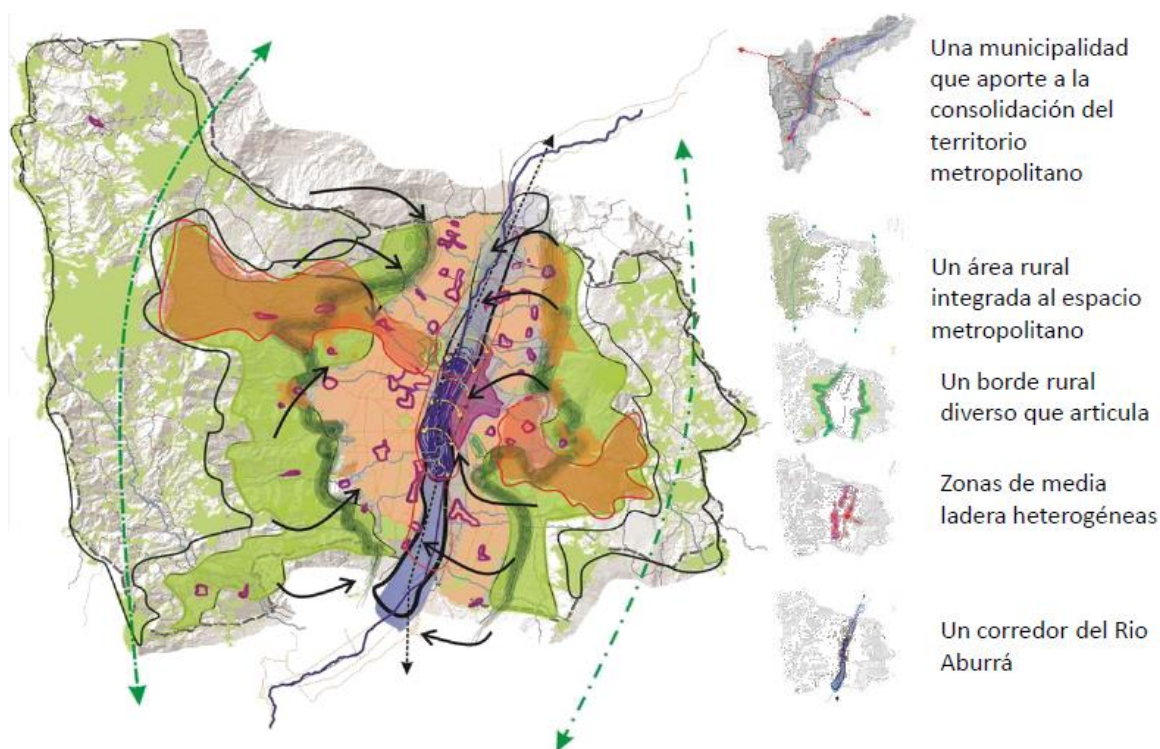 Una municipalidad
que aporte a la
consolidación del
territorio
metropolitano
Un área rural
integrada al espacio
metropolitano
Un borde rural
diverso que articula
Zonas de media
ladera heterogéneas
Un corredor del Rio
Aburrá